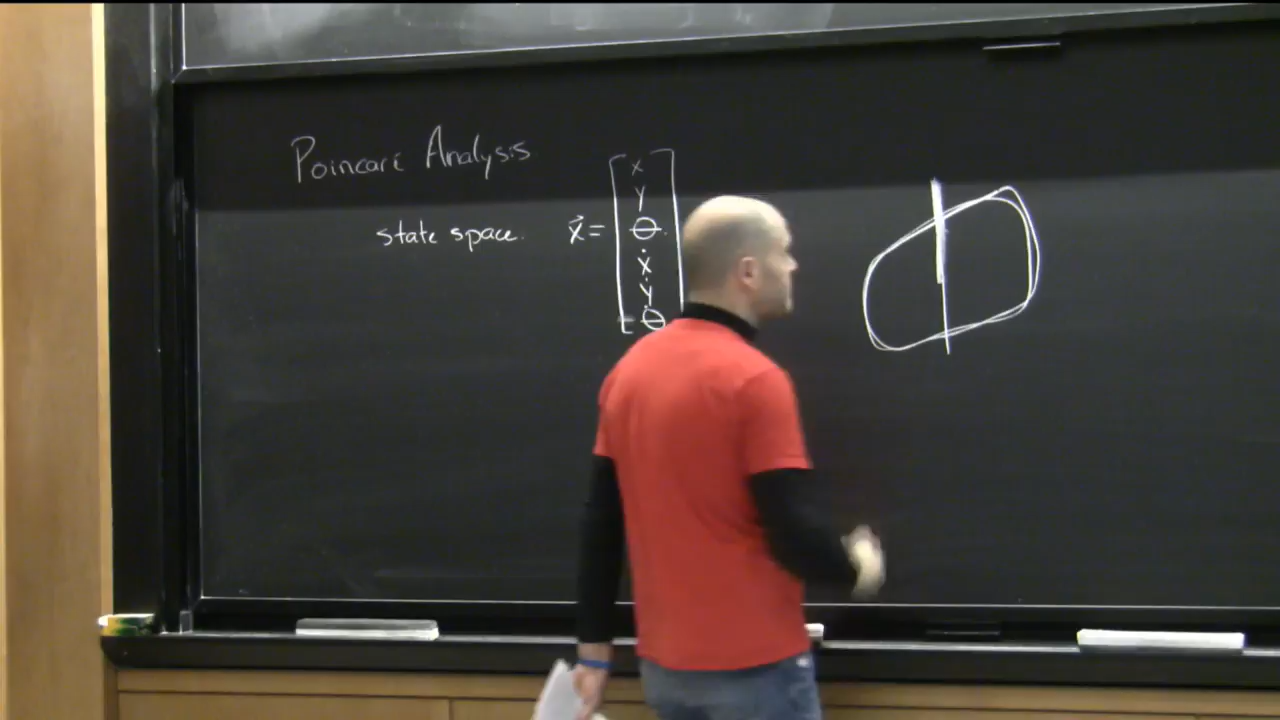 Poincaré Analysis
state space. x⃗ = [
x
y
θ
ẋ
ẏ
θ̇
]